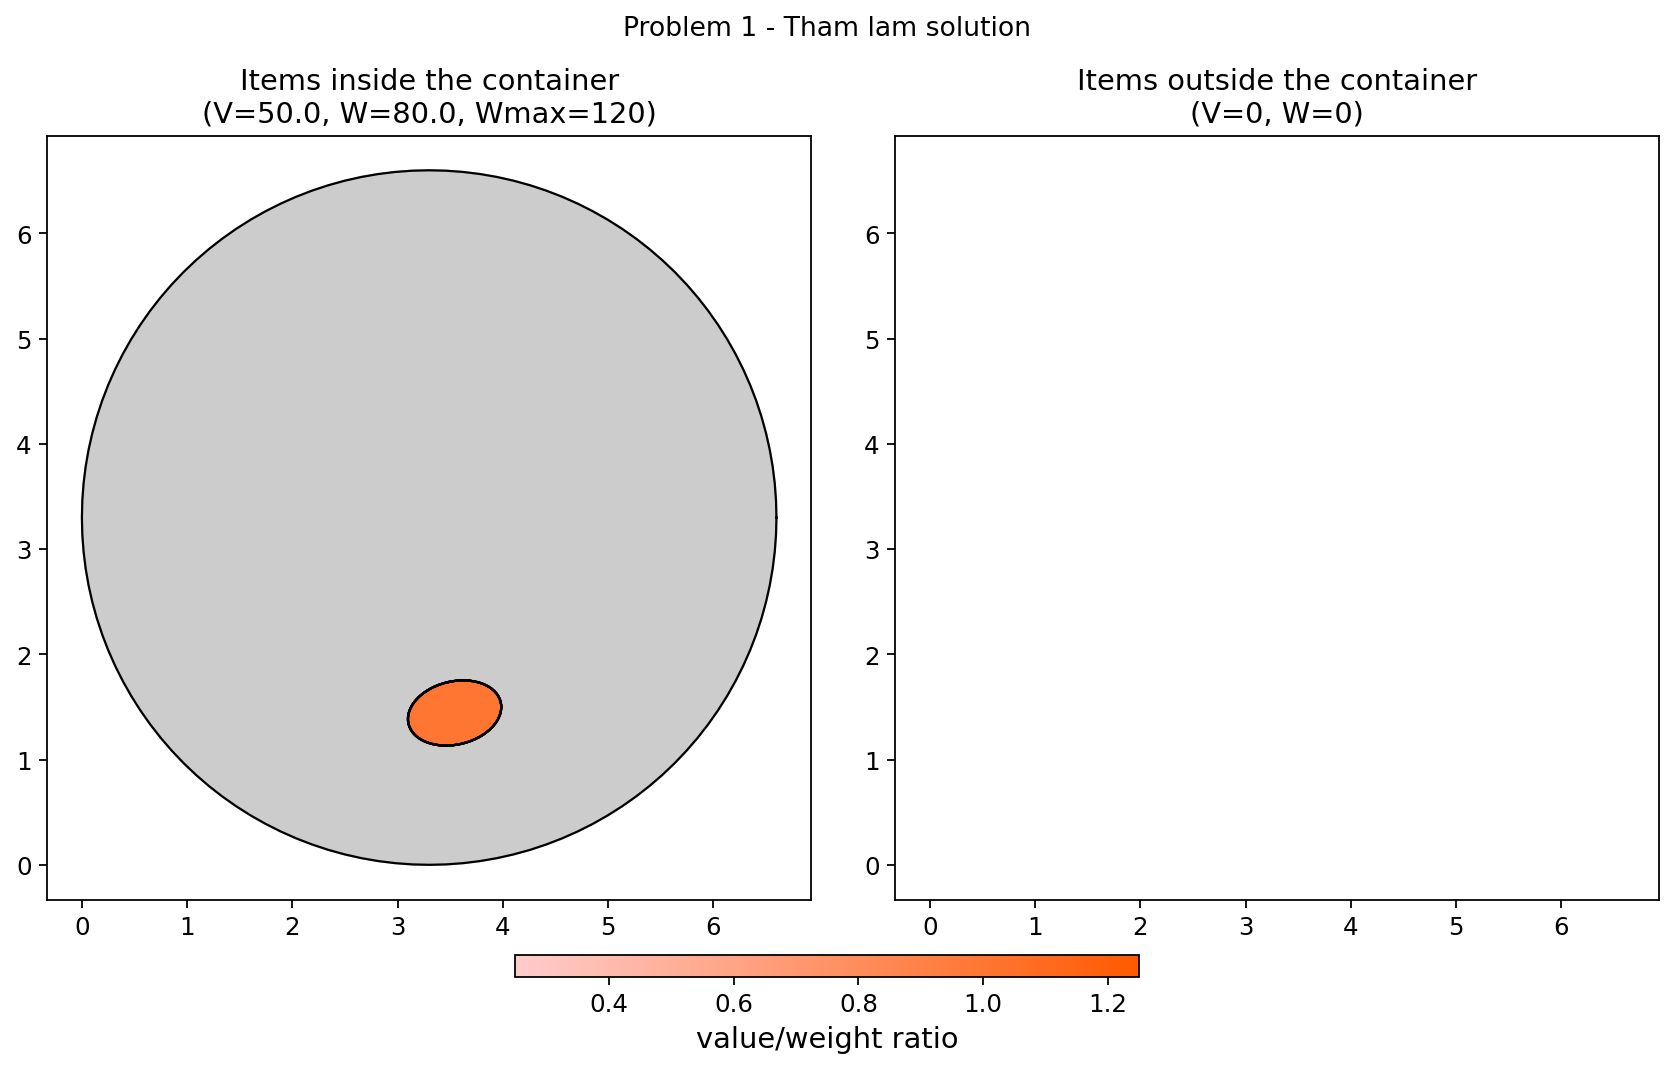 Problem 1 - Tham lam solution
Items inside the container
(V=50.0, W=80.0, Wmax=120)
6
5
4
3
2
1
0
0 1 2 3 4 5 6
Items outside the container
(V=0, W=0)
6
5
4
3
2
1
0
0 1 2 3 4 5 6
0.4 0.6 0.8 1.0 1.2
value/weight ratio